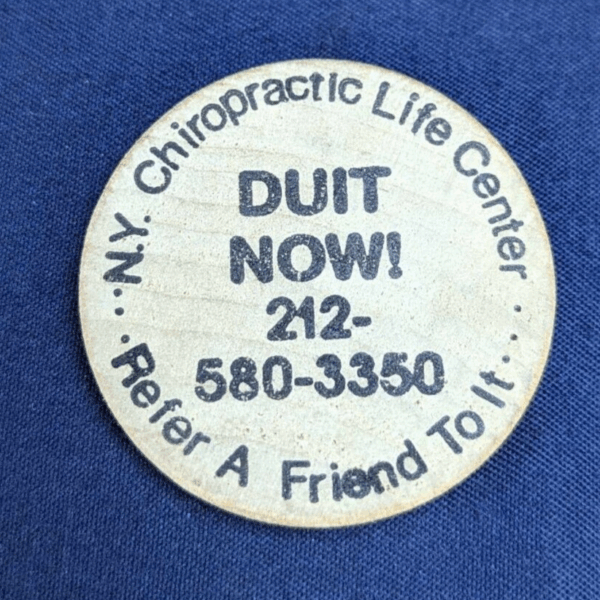 N.Y. Chiropractic Life Center
DUIT
NOW!
212-
580-3350
Refer A Friend To It